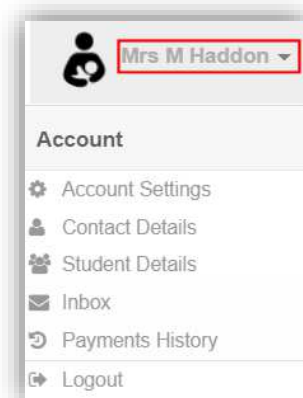 Mrs M Haddon
Account
Account Settings
Contact Details
Student Details
Inbox
Payments History
Logout